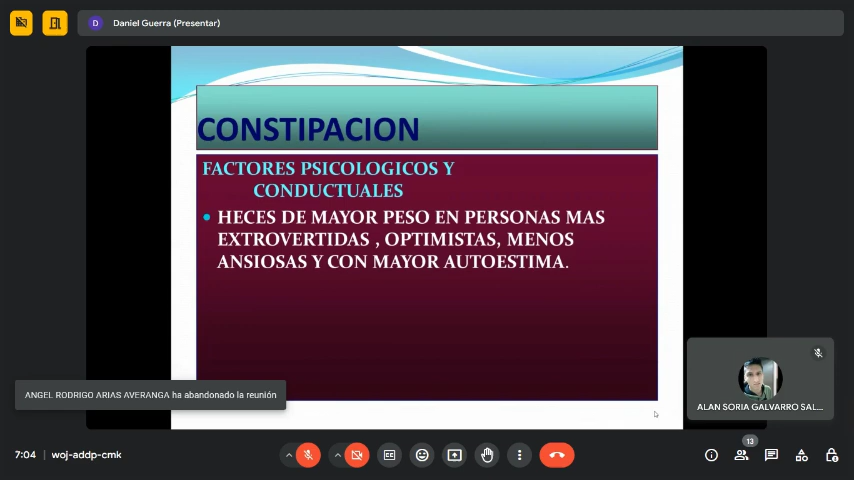 D Daniel Guerra (Presentar)
CONSTIPACION
FACTORES PSICOLOGICOS Y
CONDUCTUALES
• HECES DE MAYOR PESO EN PERSONAS MAS
EXTROVERTIDAS , OPTIMISTAS, MENOS
ANSIOSAS Y CON MAYOR AUTOESTIMA.
ANGEL RODRIGO ARIAS AVERANGA ha abandonado la reunión
ALAN SORIA GALVARRO SAL...
7:04 | woj-addp-cmk
CC
13